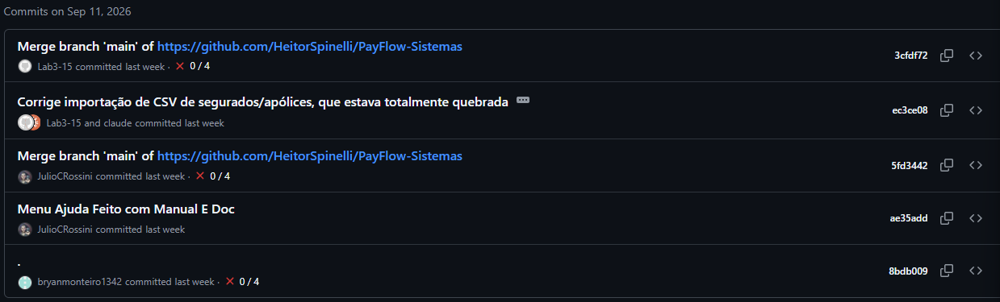 Commits on Sep 11, 2026
Merge branch 'main' of https://github.com/HeitorSpinelli/PayFlow-Sistemas
3cfdf72
Lab3-15 committed last week · 0 / 4
Corrige importação de CSV de segurados/apólices, que estava totalmente quebrada
ec3ce08
Lab3-15 and claude committed last week
Merge branch 'main' of https://github.com/HeitorSpinelli/PayFlow-Sistemas
5fd3442
JulioCRossini committed last week · 0 / 4
Menu Ajuda Feito com Manual E Doc
ae35add
JulioCRossini committed last week
.
8bdb009
bryanmonteiro1342 committed last week · 0 / 4